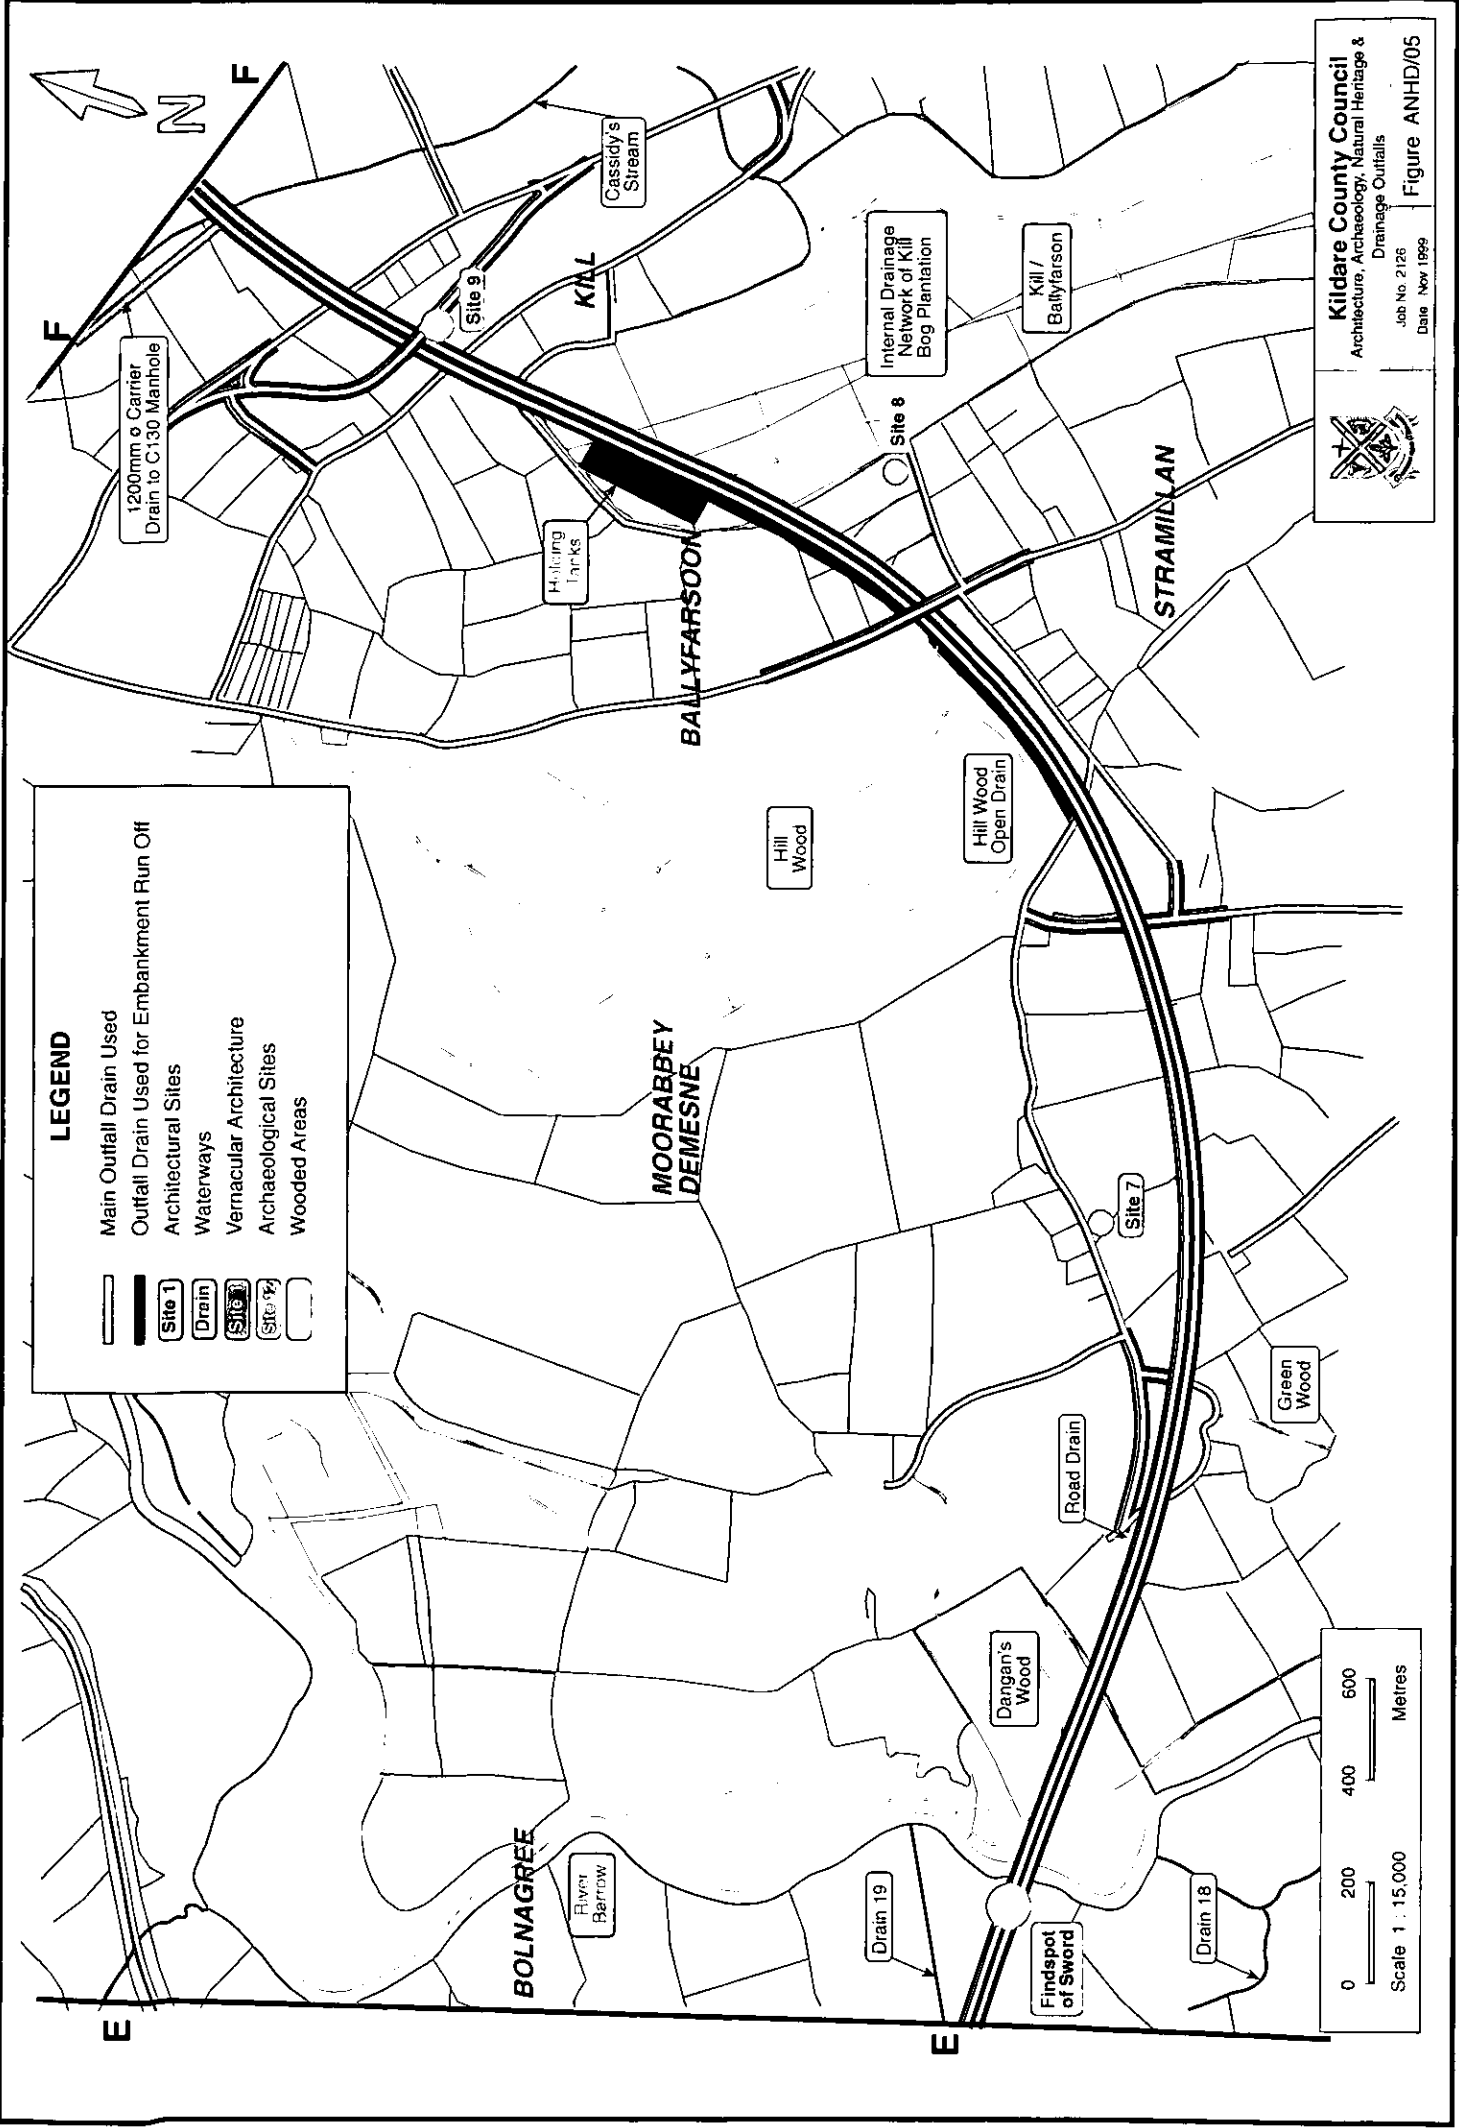 LEGEND
Main Outfall Drain Used
Outfall Drain Used for Embankment Run Off
Site 1
Architectural Sites
Drain
Waterways
Site 1
Vernacular Architecture
Site
Archaeological Sites
Wooded Areas
N
E
E
F
F
1200mm ø Carrier
Drain to C130 Manhole
Cassidy's
Stream
Site 9
KILL
Holding
Tanks
BALLYFARSOON
Internal Drainage
Network of Kill
Bog Plantation
Kill /
Ballyfarson
Site 8
STRAMILLAN
Hill
Wood
Hill Wood
Open Drain
MOORABBEY
DEMESNE
Site 7
Green
Wood
Road Drain
Dangan's
Wood
BOLNAGREE
River
Barrow
Drain 19
Findspot
of Sword
Drain 18
0 200 400 600
Scale 1 : 15,000 Metres
Kildare County Council
Architecture, Archaeology, Natural Heritage &
Drainage Outfalls
Job No. 2126
Date Nov 1999
Figure ANHD/05